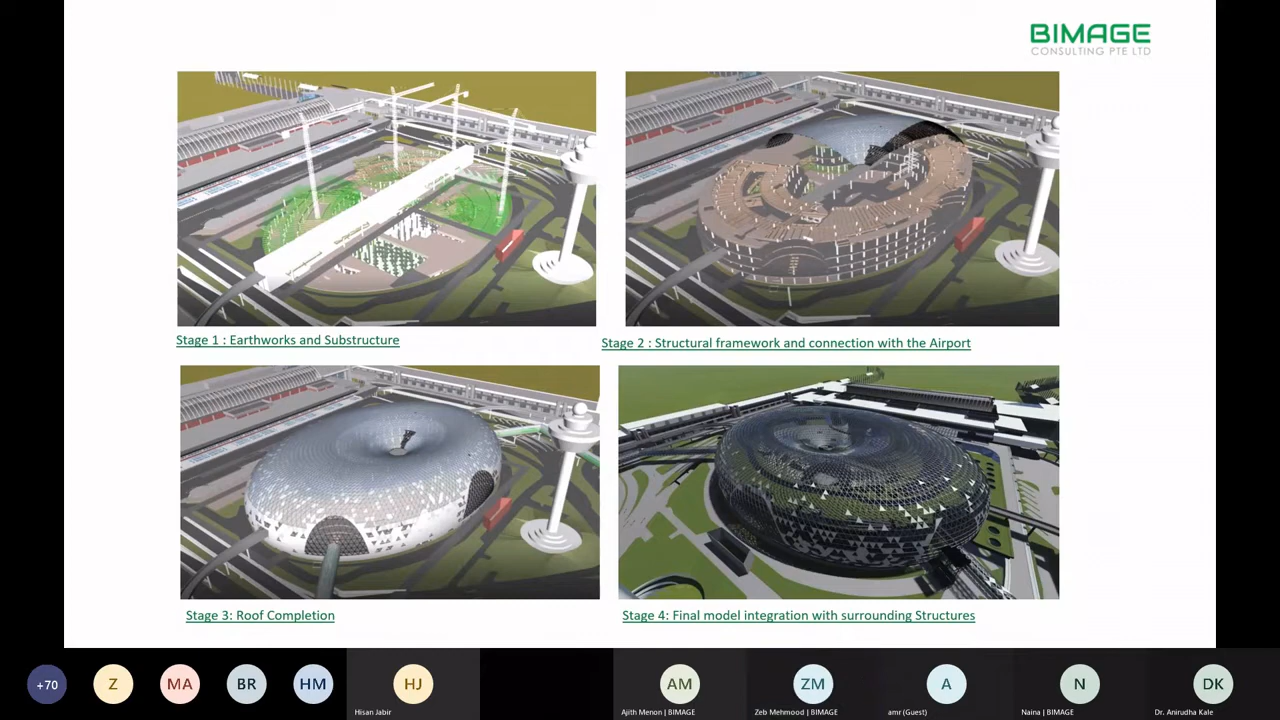 BIMAGE
CONSULTING PTE LTD
Stage 1 : Earthworks and Substructure
Stage 2 : Structural framework and connection with the Airport
Stage 3: Roof Completion
Stage 4: Final model integration with surrounding Structures
+70
Z
MA
BR
HM
HJ
AM
ZM
A
N
DK
Hisan Jabir
Ajith Menon | BIMAGE
Zeb Mehmood | BIMAGE
amr (Guest)
Naina | BIMAGE
Dr. Anirudha Kale